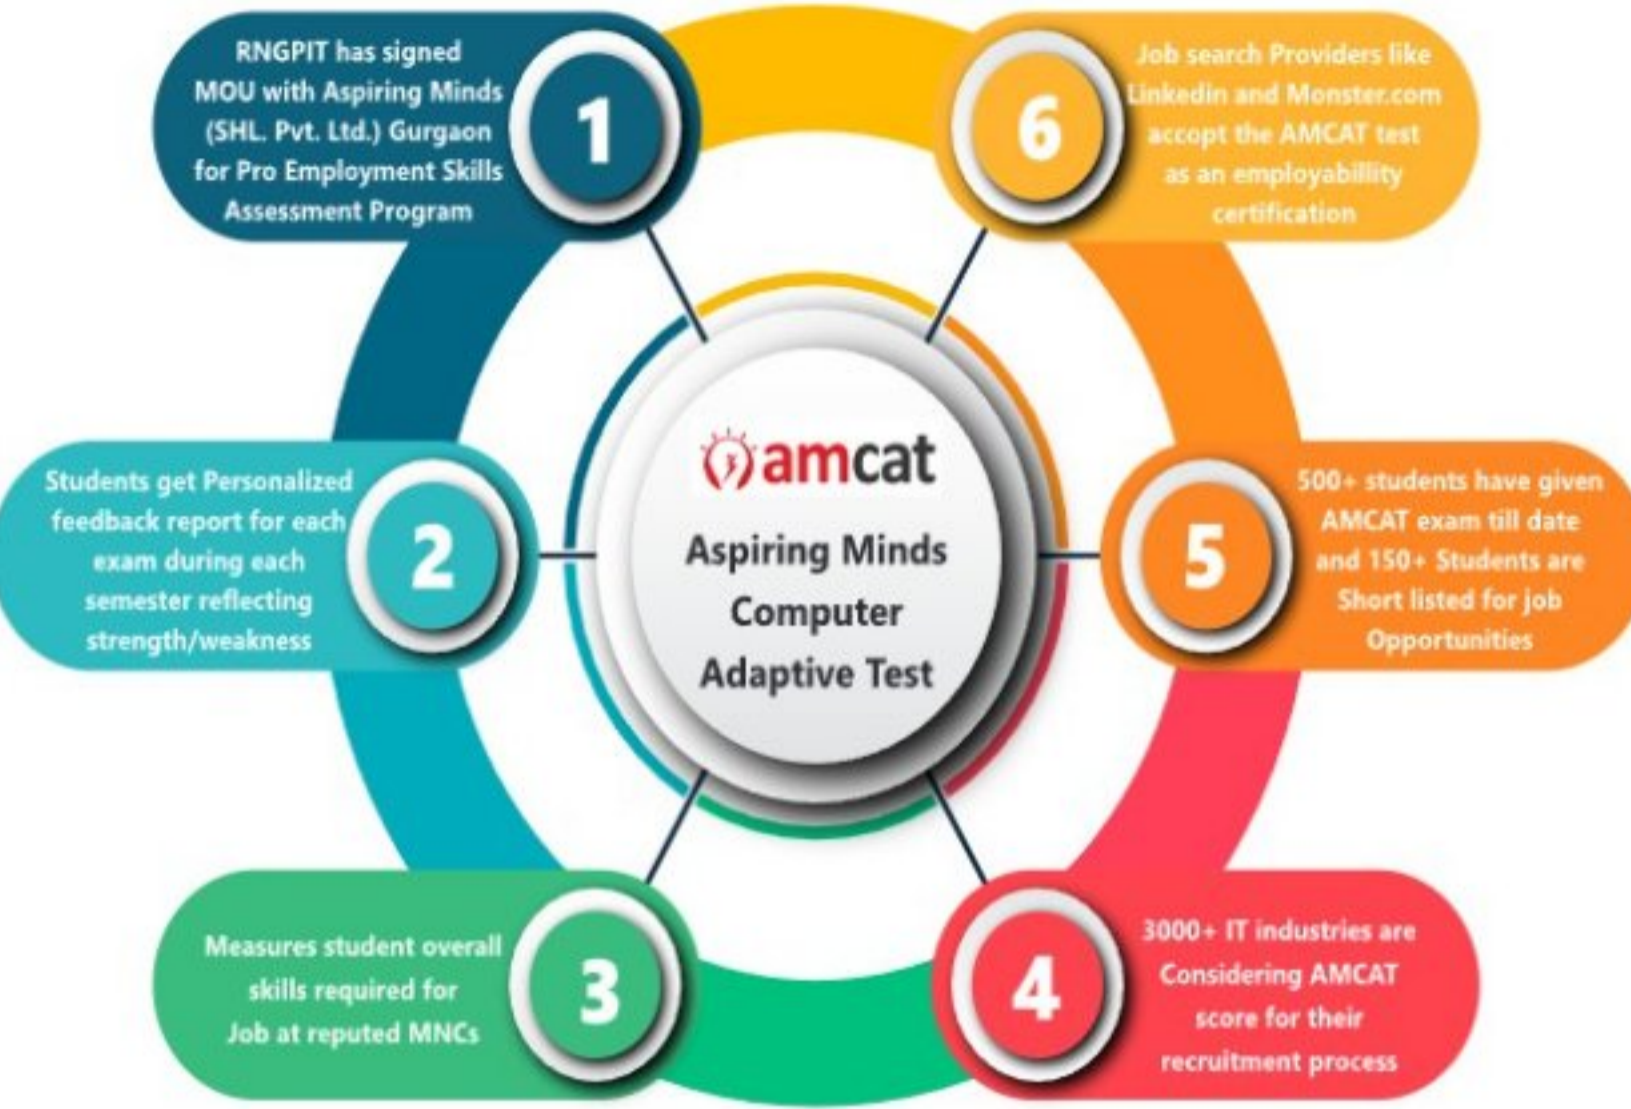 RNGPIT has signed
MOU with Aspiring Minds
(SHL. Pvt. Ltd.) Gurgaon
for Pro Employment Skills
Assessment Program
1
Students get Personalized
feedback report for each
exam during each
semester reflecting
strength/weakness
2
Measures student overall
skills required for
Job at reputed MNCs
3
3000+ IT industries are
Considering AMCAT
score for their
recruitment process
4
500+ students have given
AMCAT exam till date
and 150+ Students are
Short listed for job
Opportunities
5
Job search Providers like
Linkedin and Monster.com
accopt the AMCAT test
as an employabillity
certification
6
amcat
Aspiring Minds
Computer
Adaptive Test